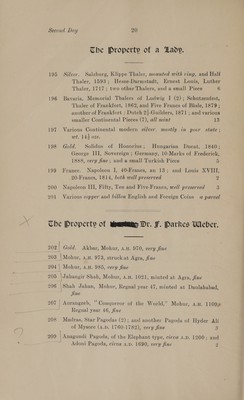 Second Day 20
The Property of a Lady.
195 Silver. Salzburg, Klippe Thaler, mounted with ring, and Hall
Thaler, 1593; Hesse-Darmstadt, Ernest Louis, Luther
Thaler, 1717: two other Thalers, and a small Piece 6
196 Bavaria, Memorial Thalers of Ludwig I (2); Schutzmünt,
Thaler of Frankfort, 1862, and Five Francs of Biale, 1879;
another of Frankfort; Dutch 2½ Guilders, 1871; and various
smaller Continental Pieces (7), all mint 13
197 Various Continental modern silver, mostly in poor state;
wt. 14¾ozs.
198 Gold. Solidus of Honorius; Hungarian Ducat, 1840;
George III, Sovereign; Germany, 10-Marks of Frederick,
1888, very fine; and a small Turkish Piece 5
199 France. Napoleon I, 40-Francs, an 12; and Louis XVIII,
20-Francs, 1814, both well preserved 2
200 Napoleon III, Fifty, Ten and Five Francs, well preserved 3
201 Various copper and billon English and Foreign Coins a parcel
The Property of Dr. F. Parkes Weber.
202 Gold. Akbar, Mohur, A.H. 970, very fine
203 Mohur, A.H. 973, struck at Agra, fine
204 Mohur, A.H. 985, very fine
205 Jahangir Shah, Mohur, A.H. 1021, minted at Agra, fine
206 Shah Jahan, Mohur, Regnal year 47, minted at Daulatabad,
fine
207 Aurangzeb, "Conqueror of the World," Mohur, A.H. 1109;
Regnal year 46, fine
208 Madras, Star Pagodas (2); and another Pagoda of Hyder Ali
of Mysore (A.D. 1760-1782), very fine 3
209 Anagundi Pagoda, of the Elephant type, circa A.D. 1200; and
Adoni Pagoda, circa A.D. 1690, very fine 2